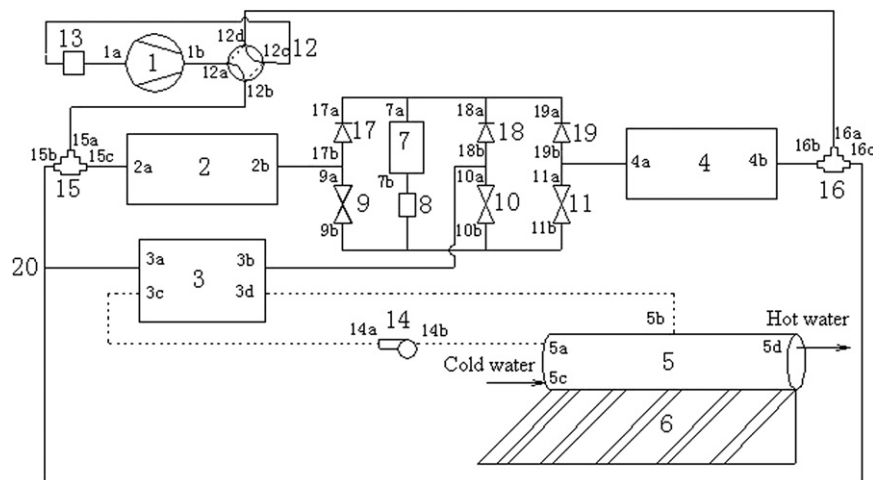 12d
13
1a
1b
12c
12
1
12a
12b
15a
17a
7a
18a
19a
15b
15c
17
7
18
19
16a
16b
16c
2a
2
2b
17b
18b
19b
4a
4
4b
15
9a
7b
10a
11a
16
9
8
10
11
9b
10b
11b
20
3a
3b
3
3c
3d
14a
14
14b
5b
Hot water
5a
5
5d
Cold water
5c
6